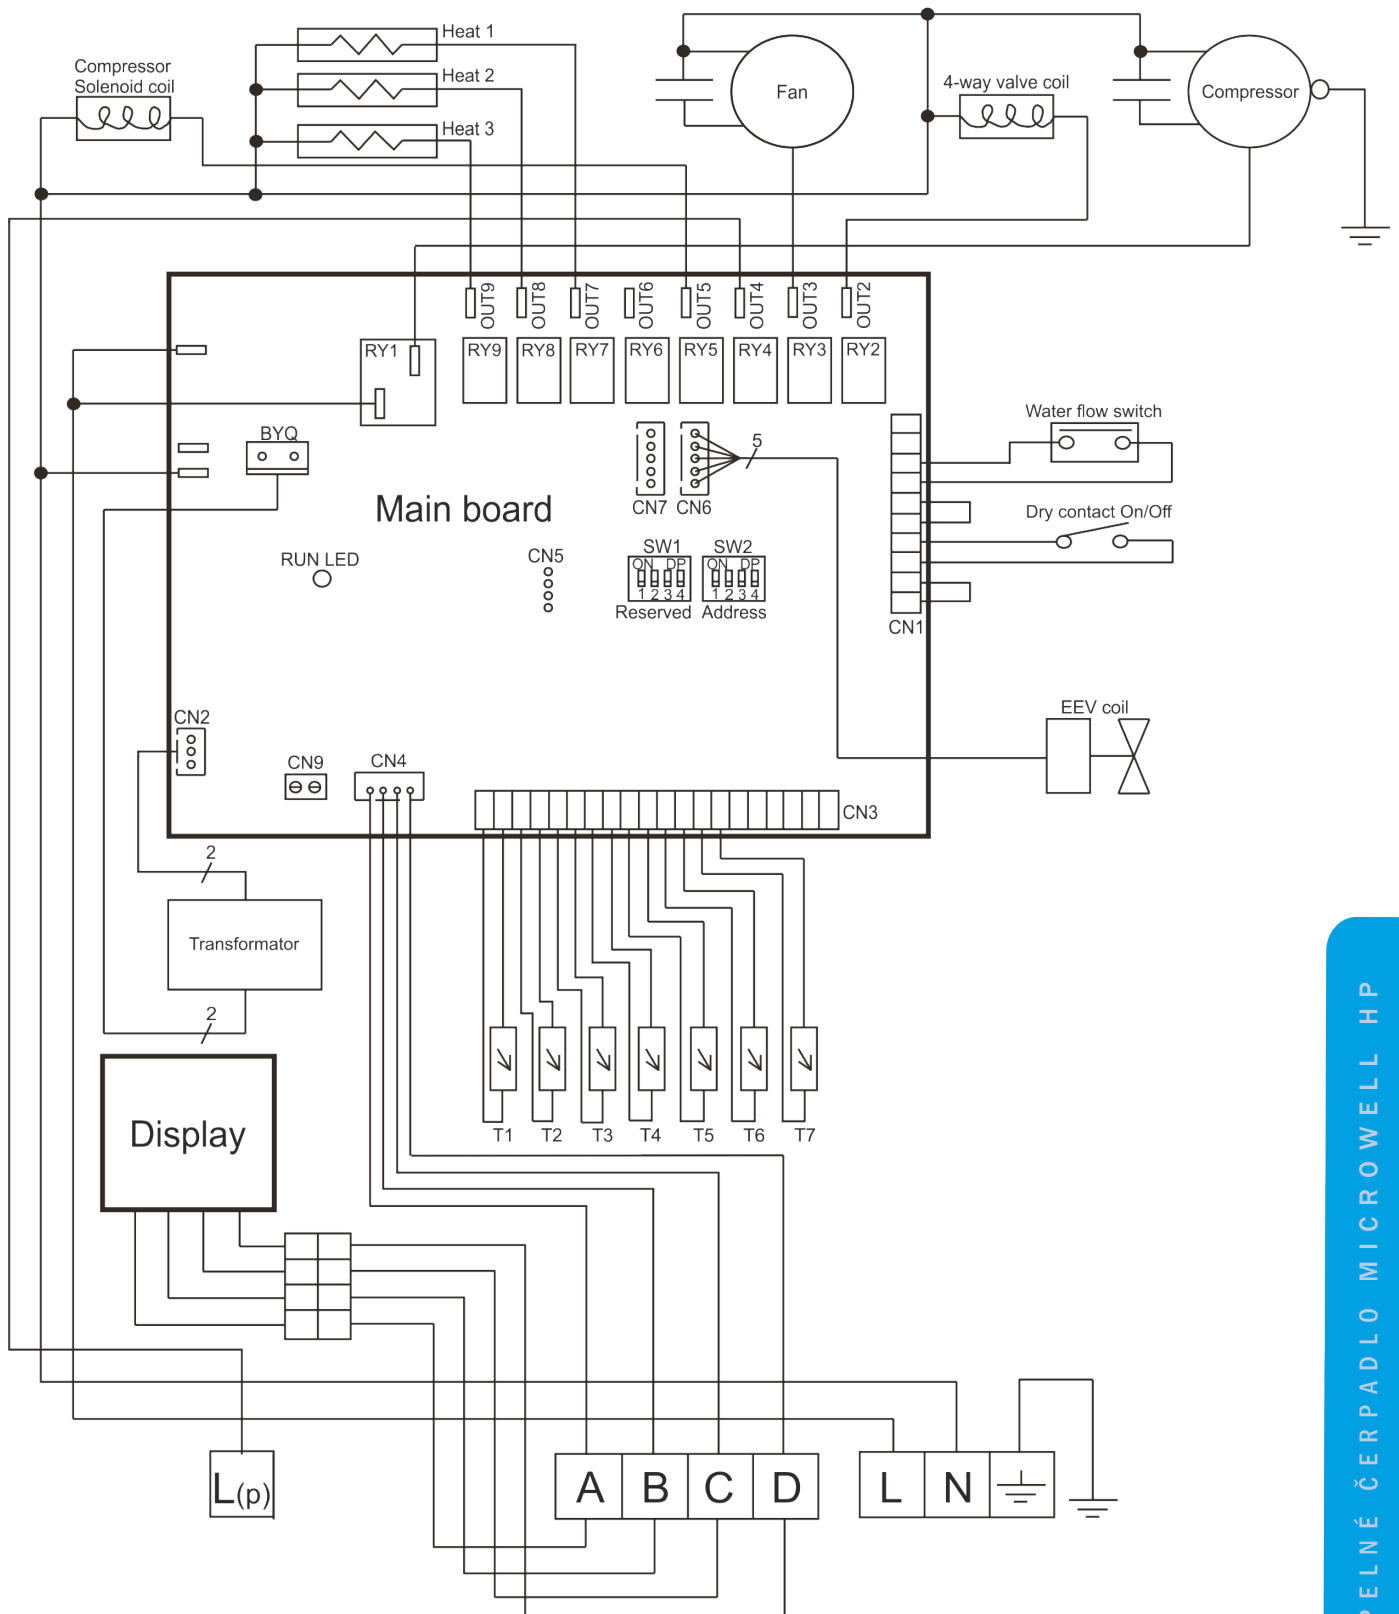 Heat 1
Heat 2
Heat 3
Compressor
Solenoid coil
Fan
4-way valve coil
Compressor
OUT9
OUT8
OUT7
OUT6
OUT5
OUT4
OUT3
OUT2
RY1
RY9
RY8
RY7
RY6
RY5
RY4
RY3
RY2
BYQ
Water flow switch
5
CN7
CN6
Main board
Dry contact On/Off
RUN LED
CN5
SW1
SW2
ON DP
ON DP
1 2 3 4
1 2 3 4
Reserved
Address
CN1
CN2
EEV coil
CN9
CN4
CN3
2
Transformator
2
Display
T1
T2
T3
T4
T5
T6
T7
L(p)
A
B
C
D
L
N
PELNÉ ČERPADLO MICROWELL HP